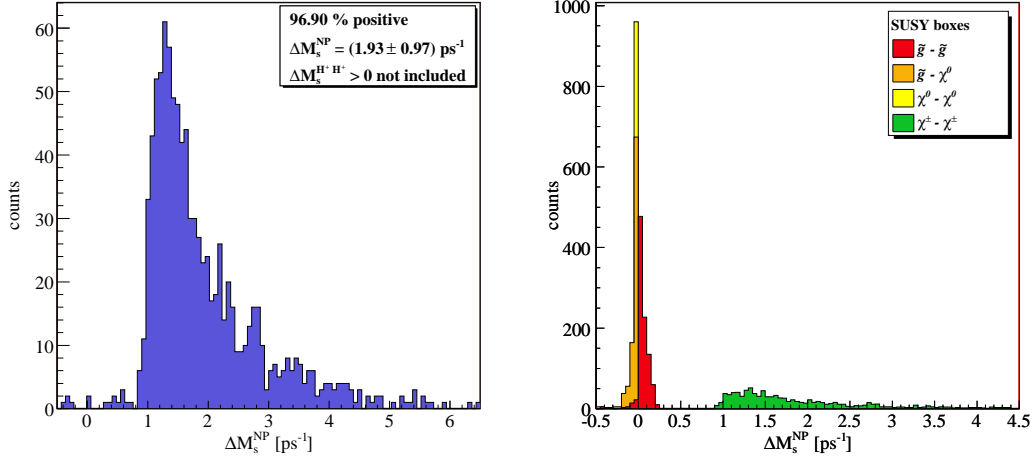 96.90 % positive
ΔM_s^NP = (1.93 ± 0.97) ps⁻¹
ΔM_s^H⁺H⁺ > 0 not included
counts
60
50
40
30
20
10
0
0 1 2 3 4 5 6
ΔM_s^NP [ps⁻¹]
SUSY boxes
g̃ - g̃
g̃ - χ⁰
χ⁰ - χ⁰
χ± - χ±
counts
1000
800
600
400
200
0
-0.5 0 0.5 1 1.5 2 2.5 3 3.5 4 4.5
ΔM_s^NP [ps⁻¹]